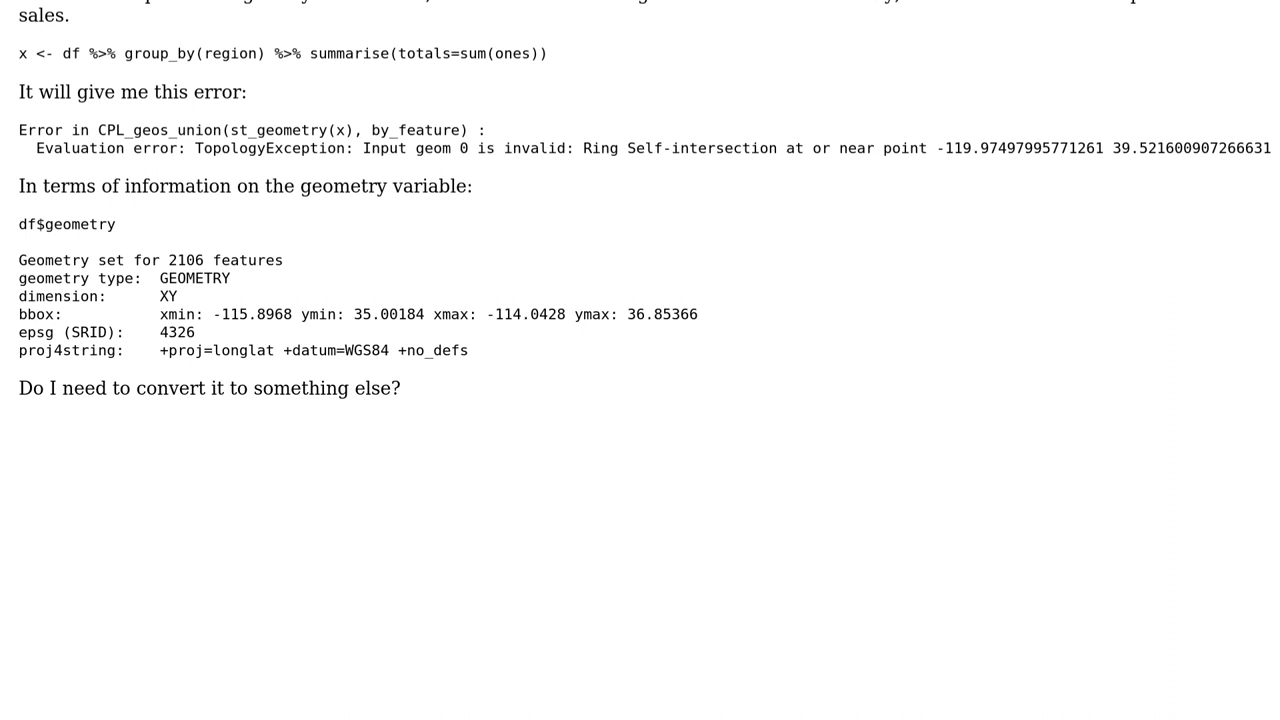 sales.
x <- df %>% group_by(region) %>% summarise(totals=sum(ones))
It will give me this error:
Error in CPL_geos_union(st_geometry(x), by_feature) :
  Evaluation error: TopologyException: Input geom 0 is invalid: Ring Self-intersection at or near point -119.97497995771261 39.521600907266631
In terms of information on the geometry variable:
df$geometry
Geometry set for 2106 features
geometry type:  GEOMETRY
dimension:      XY
bbox:           xmin: -115.8968 ymin: 35.00184 xmax: -114.0428 ymax: 36.85366
epsg (SRID):    4326
proj4string:    +proj=longlat +datum=WGS84 +no_defs
Do I need to convert it to something else?